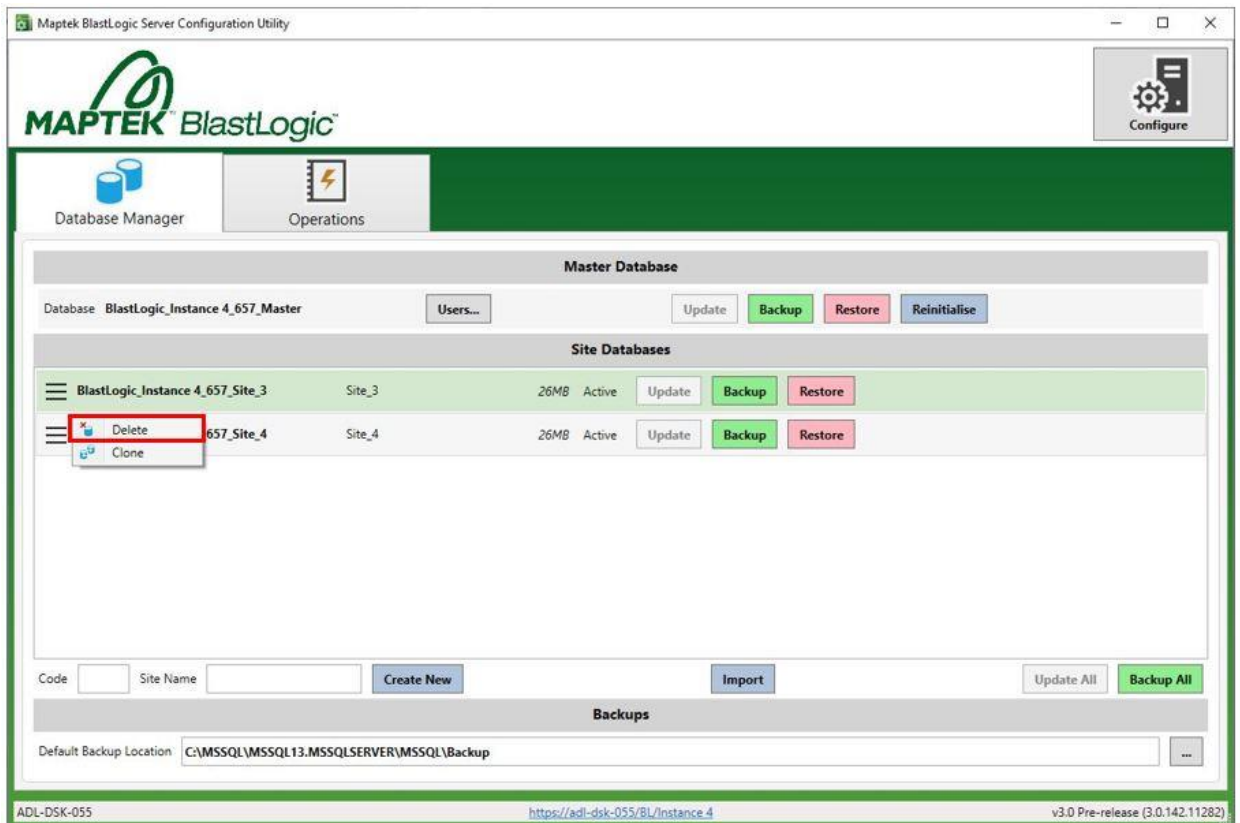 Maptek BlastLogic Server Configuration Utility
MAPTEK™ BlastLogic™
Configure
Database Manager Operations
Master Database
Database BlastLogic_Instance 4_657_Master Users... Update Backup Restore Reinitialise
Site Databases
BlastLogic_Instance 4_657_Site_3 Site_3 26MB Active Update Backup Restore
Delete 657_Site_4 Site_4 26MB Active Update Backup Restore
Clone
Code Site Name Create New Import Update All Backup All
Backups
Default Backup Location C:\MSSQL\MSSQL13.MSSQLSERVER\MSSQL\Backup ...
ADL-DSK-055 https://adl-dsk-055/BL/Instance 4 v3.0 Pre-release (3.0.142.11282)